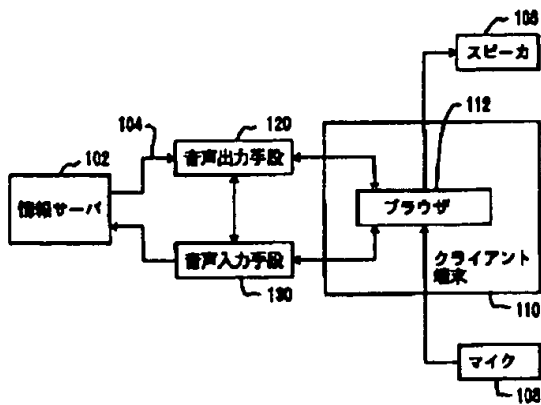 スピーカ
112
104
120
102
音声出力手段
情報サーバ
ブラウザ
音声入力手段
クライアント
端末
130
110
マイク
108